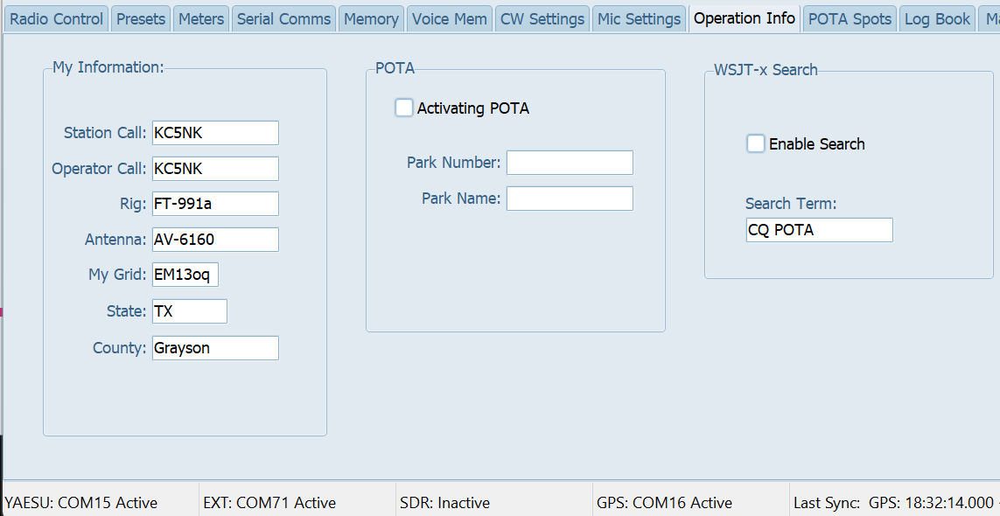 Radio Control Presets Meters Serial Comms Memory Voice Mem CW Settings Mic Settings Operation Info POTA Spots Log Book Ma
My Information:
Station Call: KC5NK
Operator Call: KC5NK
Rig: FT-991a
Antenna: AV-6160
My Grid: EM13oq
State: TX
County: Grayson
POTA
Activating POTA
Park Number:
Park Name:
WSJT-x Search
Enable Search
Search Term:
CQ POTA
YAESU: COM15 Active EXT: COM71 Active SDR: Inactive GPS: COM16 Active Last Sync: GPS: 18:32:14.000 -